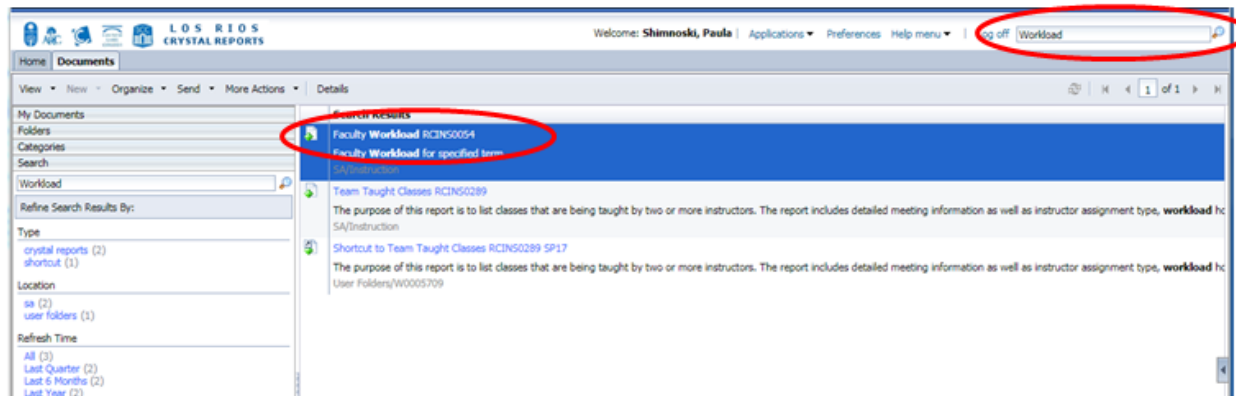 LOS RIOS
CRYSTAL REPORTS
Welcome: Shimnoski, Paula | Applications Preferences Help menu | Log off Workload
Home Documents
View New Organize Send More Actions Details 1 of 1
My Documents
Folders
Categories
Search
Workload
Refine Search Results By:
Type
crystal reports (2)
shortcut (1)
Location
sa (2)
user folders (1)
Refresh Time
All (3)
Last Quarter (2)
Last 6 Months (2)
Last Year (2)
Search Results
Faculty Workload RCINS0054
Faculty Workload for specified term
SA/Instruction
Team Taught Classes RCINS0289
The purpose of this report is to list classes that are being taught by two or more instructors. The report includes detailed meeting information as well as instructor assignment type, workload ho
SA/Instruction
Shortcut to Team Taught Classes RCINS0289 SP17
The purpose of this report is to list classes that are being taught by two or more instructors. The report includes detailed meeting information as well as instructor assignment type, workload ho
User Folders/W0005709